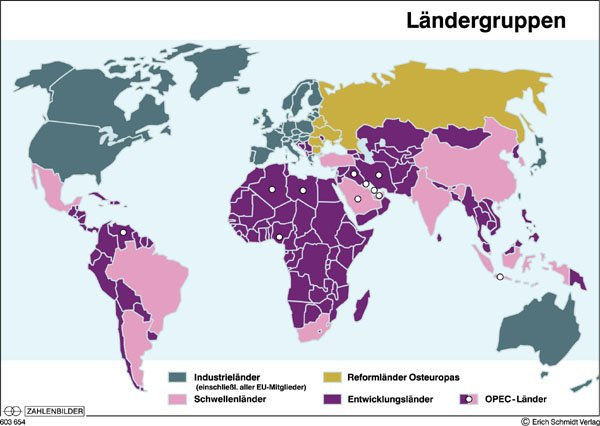 Ländergruppen
Industrieländer
(einschließl. aller EU-Mitglieder)
Reformländer Osteuropas
Schwellenländer
Entwicklungsländer
OPEC-Länder
ZAHLENBILDER
603 654
© Erich Schmidt Verlag